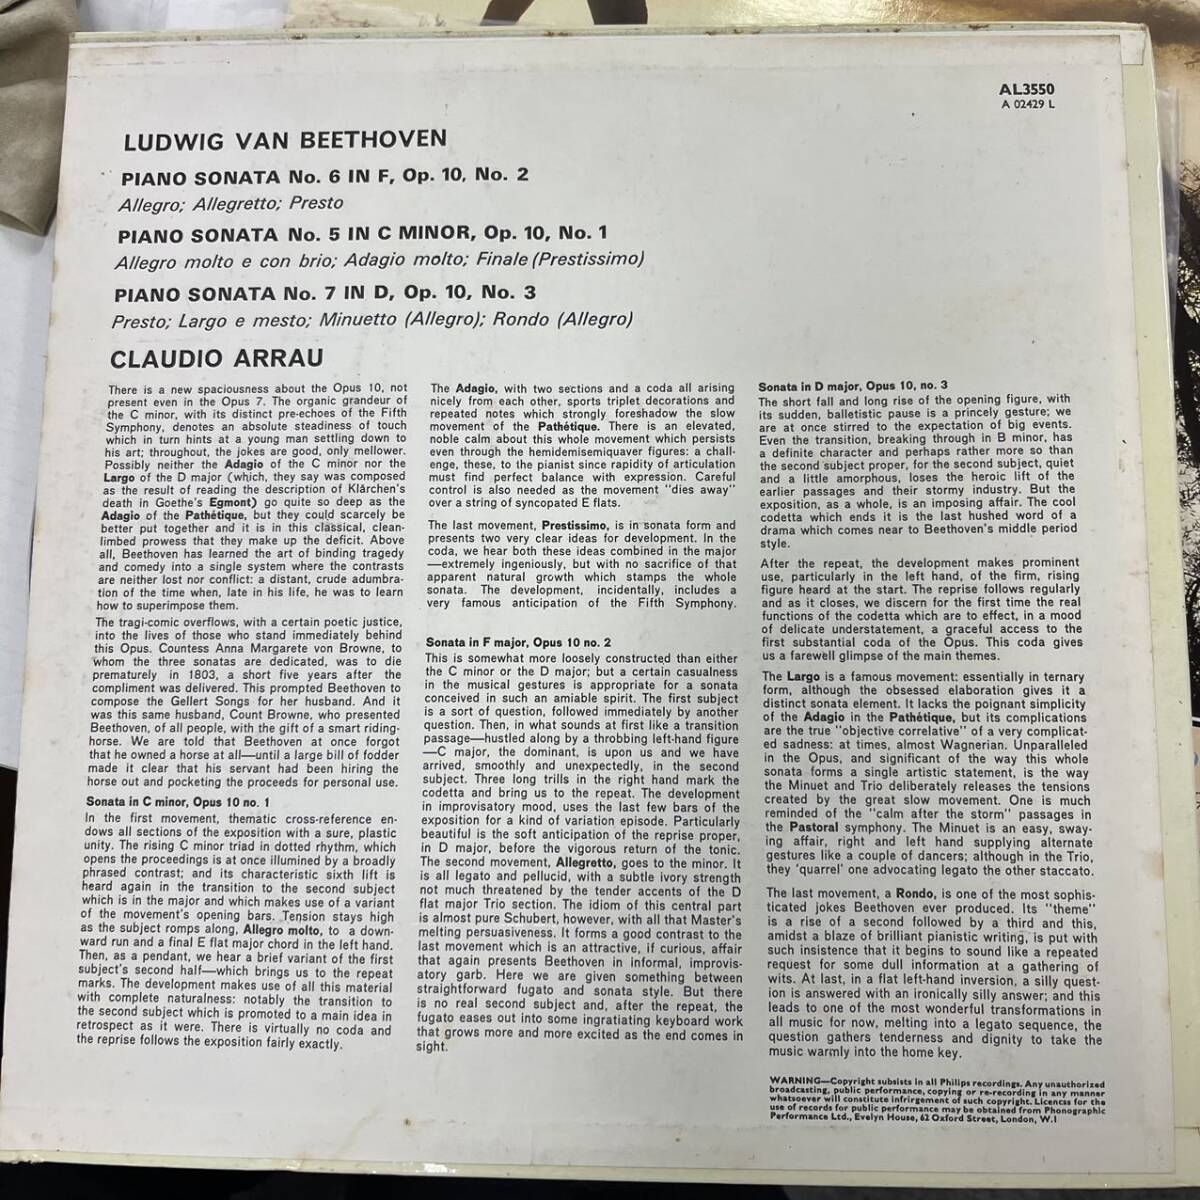 AL3550
A 02429 L
LUDWIG VAN BEETHOVEN
PIANO SONATA No. 6 IN F, Op. 10, No. 2
Allegro; Allegretto; Presto
PIANO SONATA No. 5 IN C MINOR, Op. 10, No. 1
Allegro molto e con brio; Adagio molto; Finale (Prestissimo)
PIANO SONATA No. 7 IN D, Op. 10, No. 3
Presto; Largo e mesto; Minuetto (Allegro); Rondo (Allegro)
CLAUDIO ARRAU
There is a new spaciousness about the Opus 10, not
present even in the Opus 7. The organic grandeur of
the C minor, with its distinct pre-echoes of the Fifth
Symphony, denotes an absolute steadiness of touch
which in turn hints at a young man settling down to
his art; throughout, the jokes are good, only mellower.
Possibly neither the Adagio of the C minor nor the
Largo of the D major (which, they say was composed
as the result of reading the description of Klärchen's
death in Goethe's Egmont) go quite so deep as the
Adagio of the Pathétique, but they could scarcely be
better put together and it is in this classical, clean-
limbed prowess that they make up the deficit. Above
all, Beethoven has learned the art of binding tragedy
and comedy into a single system where the contrasts
are neither lost nor conflict: a distant, crude adumbra-
tion of the time when, late in his life, he was to learn
how to superimpose them.
The tragi-comic overflows, with a certain poetic justice,
into the lives of those who stand immediately behind
this Opus. Countess Anna Margarete von Browne, to
whom the three sonatas are dedicated, was to die
prematurely in 1803, a short five years after the
compliment was delivered. This prompted Beethoven to
compose the Gellert Songs for her husband. And it
was this same husband, Count Browne, who presented
Beethoven, of all people, with the gift of a smart riding-
horse. We are told that Beethoven at once forgot
that he owned a horse at all—until a large bill of fodder
made it clear that his servant had been hiring the
horse out and pocketing the proceeds for personal use.
Sonata in C minor, Opus 10 no. 1
In the first movement, thematic cross-reference en-
dows all sections of the exposition with a sure, plastic
unity. The rising C minor triad in dotted rhythm, which
opens the proceedings is at once illumined by a broadly
phrased contrast; and its characteristic sixth lift is
heard again in the transition to the second subject
which is in the major and which makes use of a variant
of the movement's opening bars. Tension stays high
as the subject romps along, Allegro molto, to a down-
ward run and a final E flat major chord in the left hand.
Then, as a pendant, we hear a brief variant of the first
subject's second half—which brings us to the repeat
marks. The development makes use of all this material
with complete naturalness: notably the transition to
the second subject which is promoted to a main idea in
retrospect as it were. There is virtually no coda and
the reprise follows the exposition fairly exactly.
The Adagio, with two sections and a coda all arising
nicely from each other, sports triplet decorations and
repeated notes which strongly foreshadow the slow
movement of the Pathétique. There is an elevated,
noble calm about this whole movement which persists
even through the hemidemisemiquaver figures: a chall-
enge, these, to the pianist since rapidity of articulation
must find perfect balance with expression. Careful
control is also needed as the movement "dies away"
over a string of syncopated E flats.
The last movement, Prestissimo, is in sonata form and
presents two very clear ideas for development. In the
coda, we hear both these ideas combined in the major
—extremely ingeniously, but with no sacrifice of that
apparent natural growth which stamps the whole
sonata. The development, incidentally, includes a
very famous anticipation of the Fifth Symphony.
Sonata in F major, Opus 10 no. 2
This is somewhat more loosely constructed than either
the C minor or the D major; but a certain casualness
in the musical gestures is appropriate for a sonata
conceived in such an amiable spirit. The first subject
is a sort of question, followed immediately by another
question. Then, in what sounds at first like a transition
passage—hustled along by a throbbing left-hand figure
—C major, the dominant, is upon us and we have
arrived, smoothly and unexpectedly, in the second
subject. Three long trills in the right hand mark the
codetta and bring us to the repeat. The development
in improvisatory mood, uses the last few bars of the
exposition for a kind of variation episode. Particularly
beautiful is the soft anticipation of the reprise proper,
in D major, before the vigorous return of the tonic.
The second movement, Allegretto, goes to the minor. It
is all legato and pellucid, with a subtle ivory strength
not much threatened by the tender accents of the D
flat major Trio section. The idiom of this central part
is almost pure Schubert, however, with all that Master's
melting persuasiveness. It forms a good contrast to the
last movement which is an attractive, if curious, affair
that again presents Beethoven in informal, improvis-
atory garb. Here we are given something between
straightforward fugato and sonata style. But there
is no real second subject and, after the repeat, the
fugato eases out into some ingratiating keyboard work
that grows more and more excited as the end comes in
sight.
Sonata in D major, Opus 10, no. 3
The short fall and long rise of the opening figure, with
its sudden, balletistic pause is a princely gesture; we
are at once stirred to the expectation of big events.
Even the transition, breaking through in B minor, has
a definite character and perhaps rather more so than
the second subject proper, for the second subject, quiet
and a little amorphous, loses the heroic lift of the
earlier passages and their stormy industry. But the
exposition, as a whole, is an imposing affair. The cool
codetta which ends it is the last hushed word of a
drama which comes near to Beethoven's middle period
style.
After the repeat, the development makes prominent
use, particularly in the left hand, of the firm, rising
figure heard at the start. The reprise follows regularly
and as it closes, we discern for the first time the real
functions of the codetta which are to effect, in a mood
of delicate understatement, a graceful access to the
first substantial coda of the Opus. This coda gives
us a farewell glimpse of the main themes.
The Largo is a famous movement: essentially in ternary
form, although the obsessed elaboration gives it a
distinct sonata element. It lacks the poignant simplicity
of the Adagio in the Pathétique, but its complications
are the true "objective correlative" of a very complicat-
ed sadness: at times, almost Wagnerian. Unparalleled
in the Opus, and significant of the way this whole
sonata forms a single artistic statement, is the way
the Minuet and Trio deliberately releases the tensions
created by the great slow movement. One is much
reminded of the "calm after the storm" passages in
the Pastoral symphony. The Minuet is an easy, sway-
ing affair, right and left hand supplying alternate
gestures like a couple of dancers; although in the Trio,
they 'quarrel' one advocating legato the other staccato.
The last movement, a Rondo, is one of the most sophis-
ticated jokes Beethoven ever produced. Its "theme"
is a rise of a second followed by a third and this,
amidst a blaze of brilliant pianistic writing, is put with
such insistence that it begins to sound like a repeated
request for some dull information at a gathering of
wits. At last, in a flat left-hand inversion, a silly quest-
ion is answered with an ironically silly answer; and this
leads to one of the most wonderful transformations in
all music for now, melting into a legato sequence, the
question gathers tenderness and dignity to take the
music warmly into the home key.
WARNING—Copyright subsists in all Philips recordings. Any unauthorized
broadcasting, public performance, copying or re-recording in any manner
whatsoever will constitute infrirgement of such copyright. Licencss for the
use of records for public performance may be obtained from Phonographic
Performance Ltd., Evelyn House, 62 Oxford Street, London, W.I